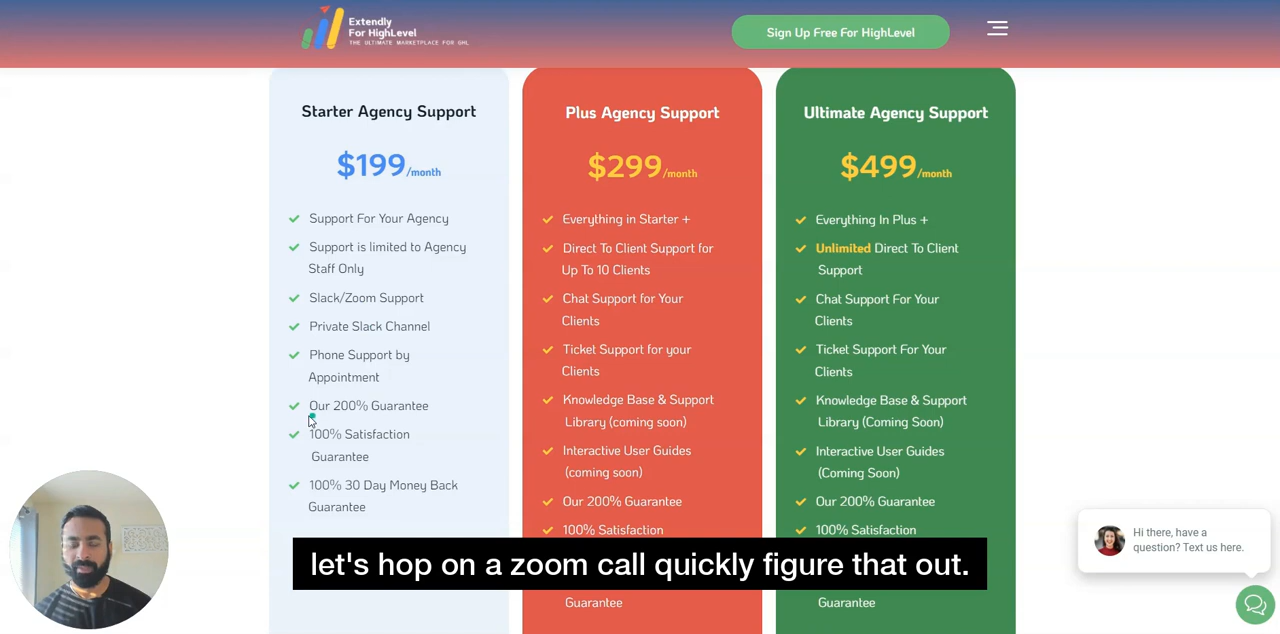 Extendly
For HighLevel
THE ULTIMATE MARKETPLACE FOR GHL
Sign Up Free For HighLevel
Starter Agency Support
$199/month
Support For Your Agency
Support is limited to Agency
Staff Only
Slack/Zoom Support
Private Slack Channel
Phone Support by
Appointment
Our 200% Guarantee
100% Satisfaction
Guarantee
100% 30 Day Money Back
Guarantee
Plus Agency Support
$299/month
Everything in Starter +
Direct To Client Support for
Up To 10 Clients
Chat Support for Your
Clients
Ticket Support for your
Clients
Knowledge Base & Support
Library (coming soon)
Interactive User Guides
(coming soon)
Our 200% Guarantee
100% Satisfaction
Guarantee
Ultimate Agency Support
$499/month
Everything In Plus +
Unlimited Direct To Client
Support
Chat Support For Your
Clients
Ticket Support For Your
Clients
Knowledge Base & Support
Library (Coming Soon)
Interactive User Guides
(Coming Soon)
Our 200% Guarantee
100% Satisfaction
Guarantee
let's hop on a zoom call quickly figure that out.
Hi there, have a
question? Text us here.